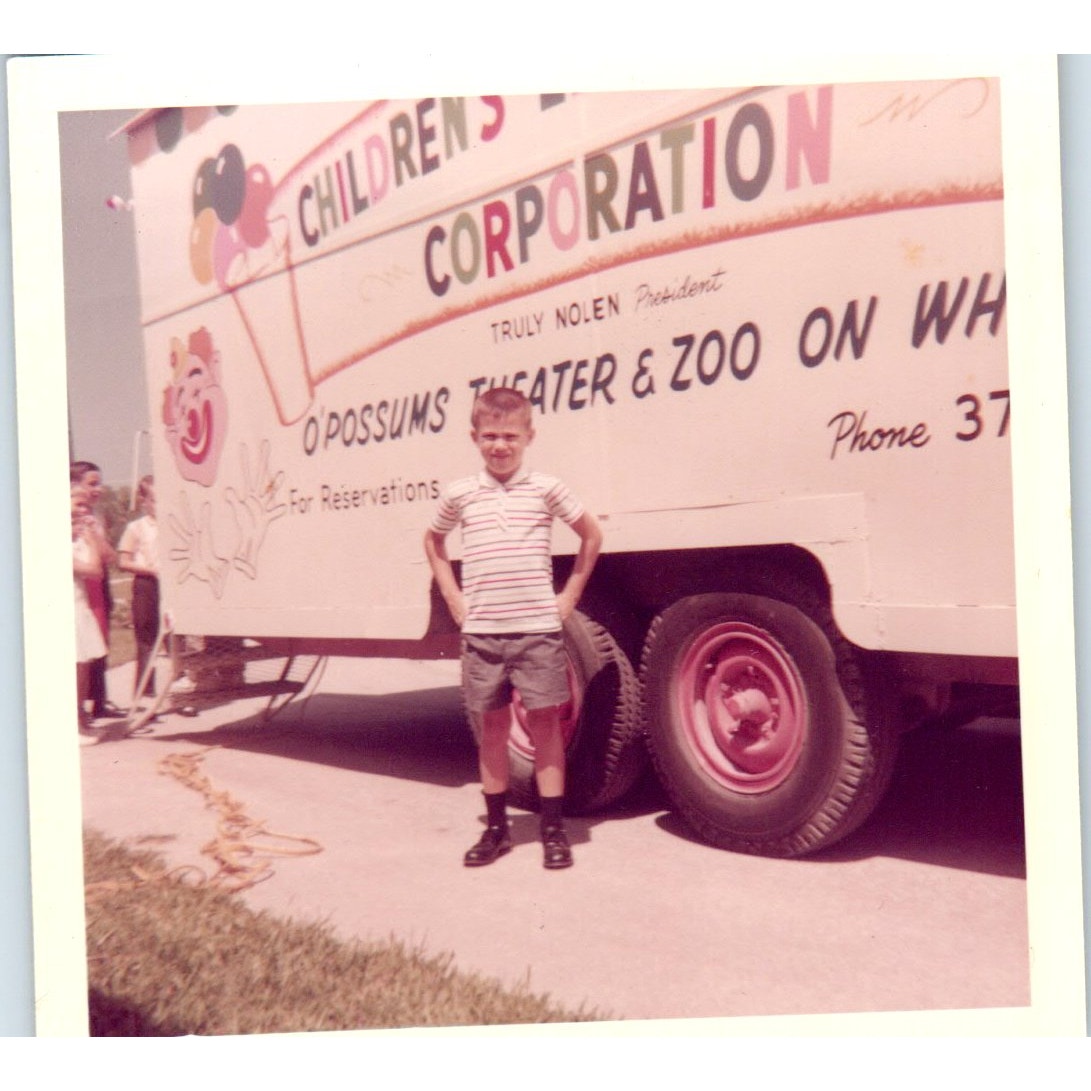 CHILDREN'S
CORPORATION
TRULY NOLEN President
O'POSSUMS THEATER & ZOO ON WH
For Reservations
Phone 37